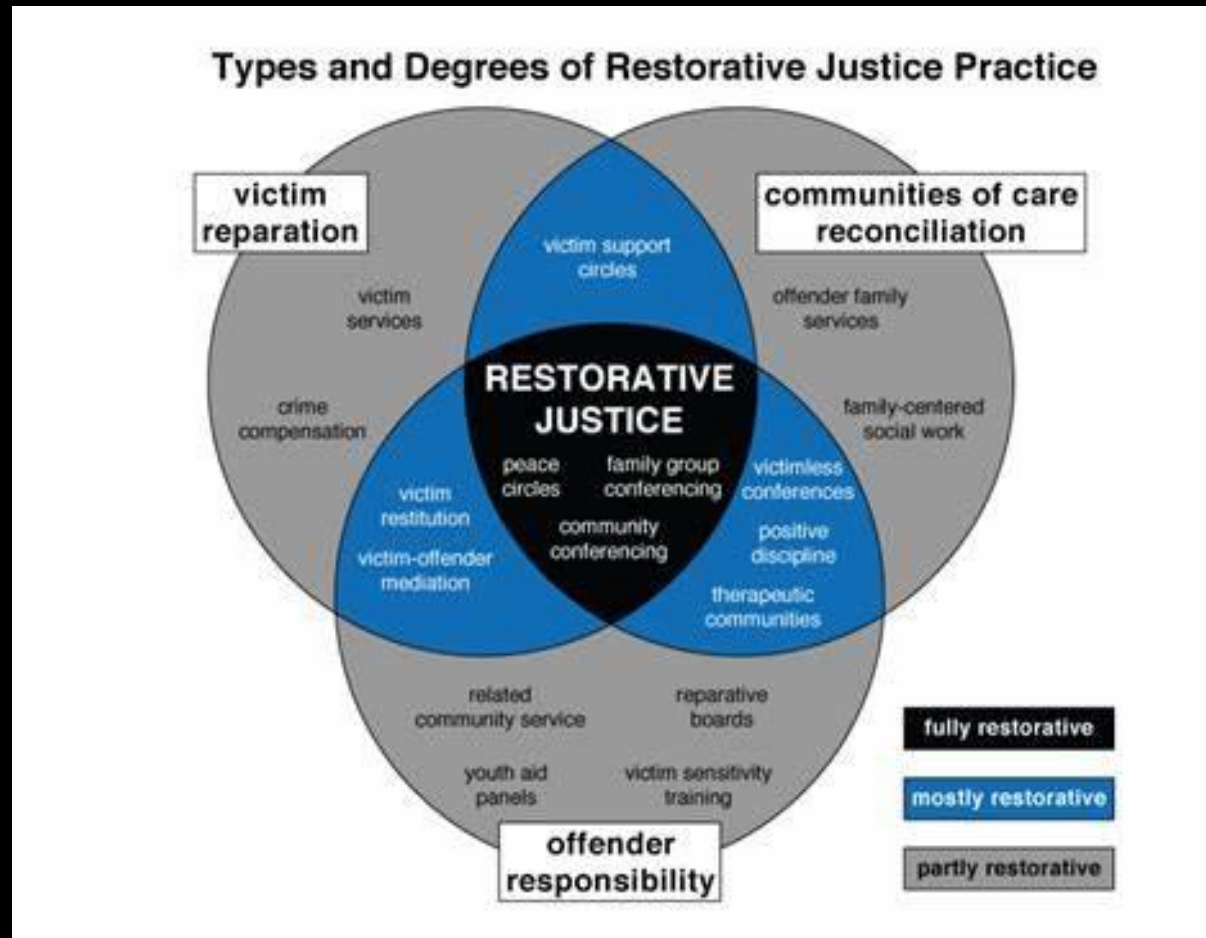 Types and Degrees of Restorative Justice Practice
victim
reparation
communities of care
reconciliation
victim support
circles
victim
services
offender family
services
crime
compensation
family-centered
social work
RESTORATIVE
JUSTICE
peace
circles
family group
conferencing
community
conferencing
victim
restitution
victim-offender
mediation
victimless
conferences
positive
discipline
therapeutic
communities
related
community service
reparative
boards
youth aid
panels
victim sensitivity
training
offender
responsibility
fully restorative
mostly restorative
partly restorative